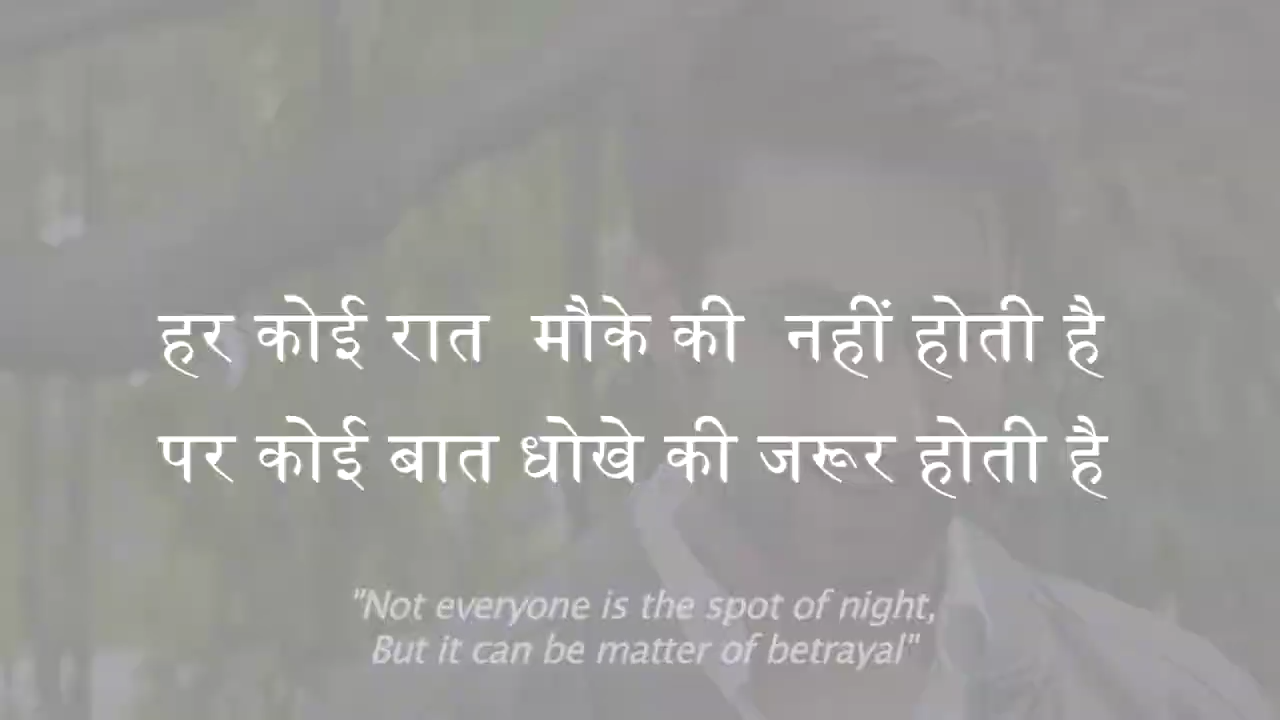 हर कोई रात मौके की नहीं होती है
पर कोई बात धोखे की जरूर होती है
"Not everyone is the spot of night,
But it can be matter of betrayal"